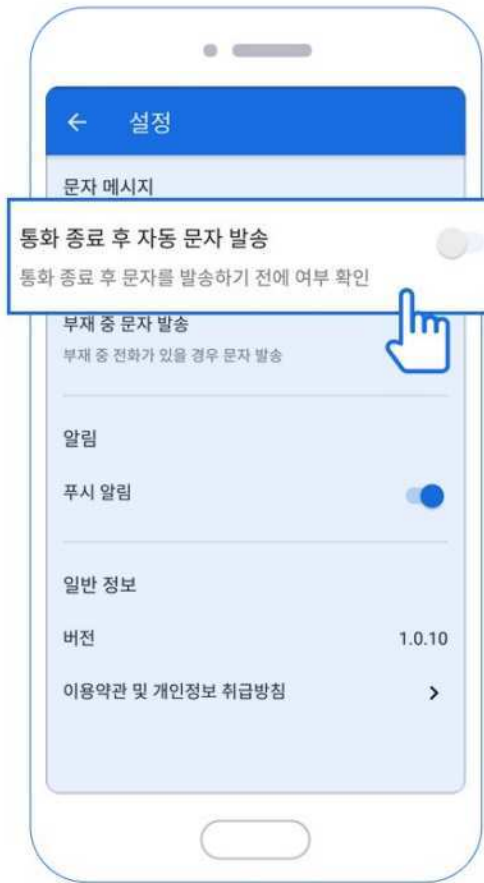 설정
문자 메시지
통화 종료 후 자동 문자 발송
통화 종료 후 문자를 발송하기 전에 여부 확인
부재 중 문자 발송
부재 중 전화가 있을 경우 문자 발송
알림
푸시 알림
일반 정보
버전 1.0.10
이용약관 및 개인정보 취급방침